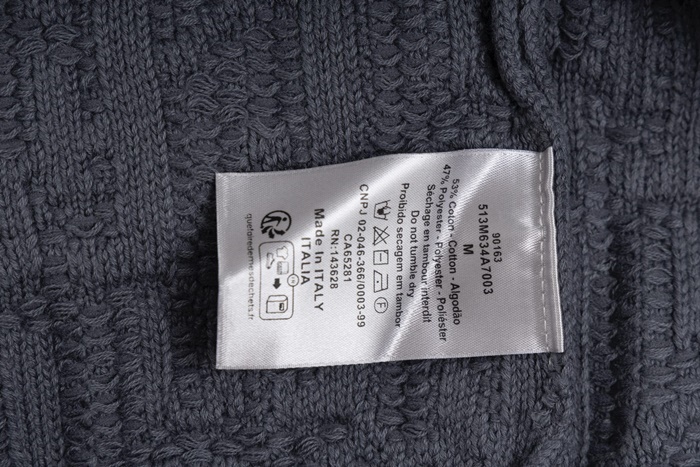 90163
M
513M634A7003
53% Coton - Cotton - Algodão
47% Polyester - Polyester - Poliéster
Séchage en tambour interdit
Do not tumble dry
Proibido secagem em tambor
F
CNPJ 02-046-366/0003-99
CA65281
RN:143628
Made In ITALY
ITALIA
quefairedemesdechets.fr